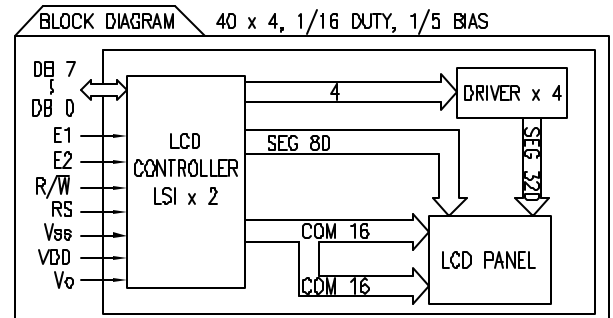 BLOCK DIAGRAM 40 x 4, 1/16 DUTY, 1/5 BIAS
DB 7
DB 0
E1
E2
R/W̅
RS
Vss
VDD
Vo
LCD
CONTROLLER
LSI x 2
4
DRIVER x 4
SEG 80
SEG 320
COM 16
COM 16
LCD PANEL